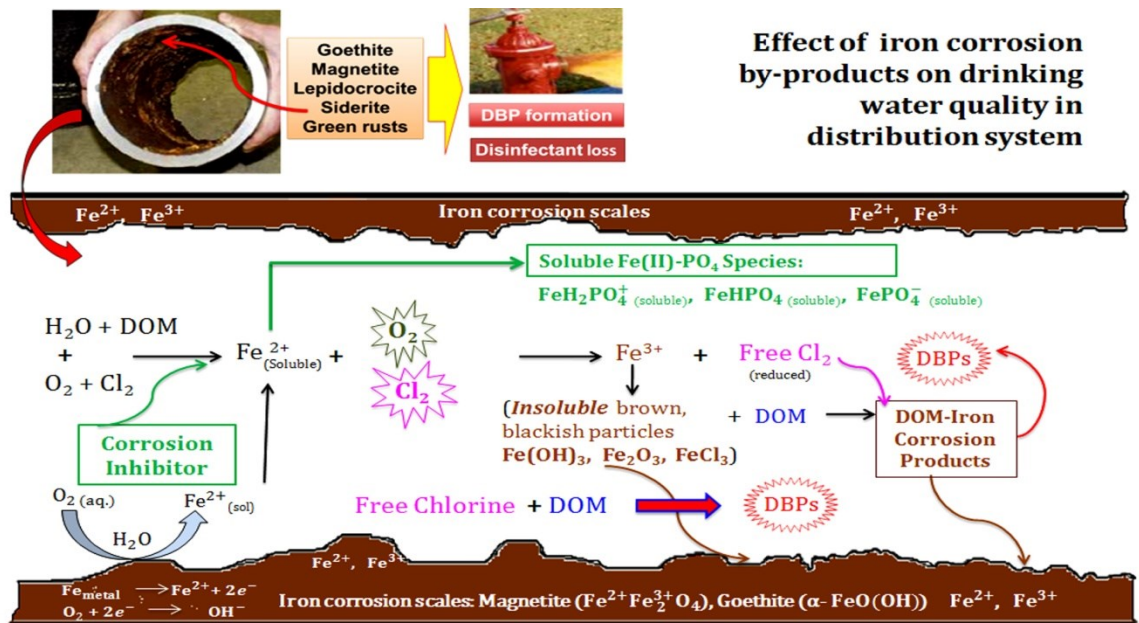 Goethite
Magnetite
Lepidocrocite
Siderite
Green rusts
DBP formation
Disinfectant loss
Effect of iron corrosion
by-products on drinking
water quality in
distribution system
Fe²⁺, Fe³⁺
Iron corrosion scales
Fe²⁺, Fe³⁺
Soluble Fe(II)-PO₄ Species:
FeH₂PO₄⁺ (soluble), FeHPO₄ (soluble), FePO₄⁻ (soluble)
H₂O + DOM
+
O₂ + Cl₂
Fe²⁺(Soluble) +
O₂
Cl₂
Fe³⁺ + Free Cl₂
(reduced)
DBPs
(Insoluble brown,
blackish particles
Fe(OH)₃, Fe₂O₃, FeCl₃)
+ DOM
DOM-Iron
Corrosion
Products
Corrosion
Inhibitor
O₂ (aq.)
Fe²⁺(sol)
H₂O
Free Chlorine + DOM
DBPs
Fe²⁺, Fe³⁺
Fe metal → Fe²⁺ + 2e⁻
O₂ + 2e⁻ → OH⁻
Iron corrosion scales: Magnetite (Fe²⁺Fe₂³⁺O₄), Goethite (α- FeO(OH)) Fe²⁺, Fe³⁺